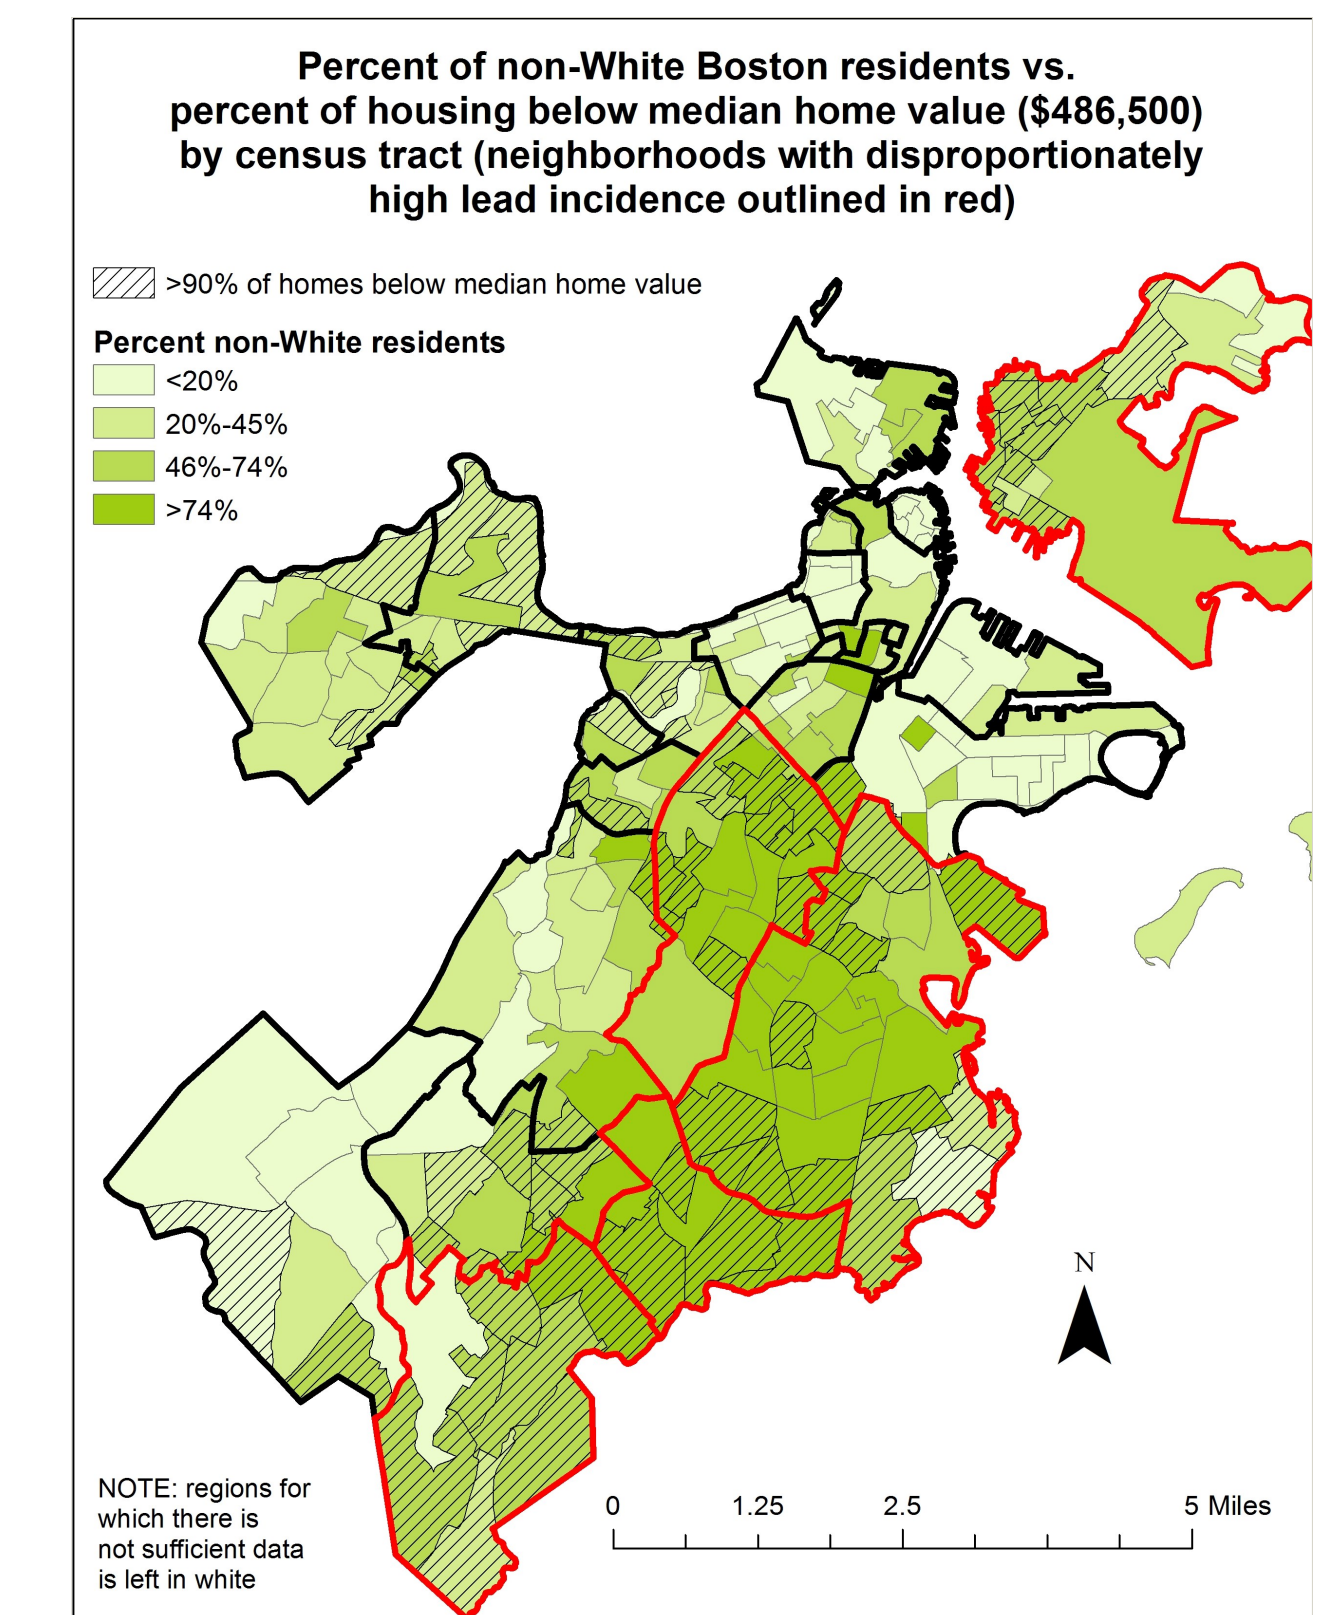 Percent of non-White Boston residents vs.
percent of housing below median home value ($486,500)
by census tract (neighborhoods with disproportionately
high lead incidence outlined in red)
>90% of homes below median home value
Percent non-White residents
<20%
20%-45%
46%-74%
>74%
N
NOTE: regions for
which there is
not sufficient data
is left in white
0 1.25 2.5 5 Miles